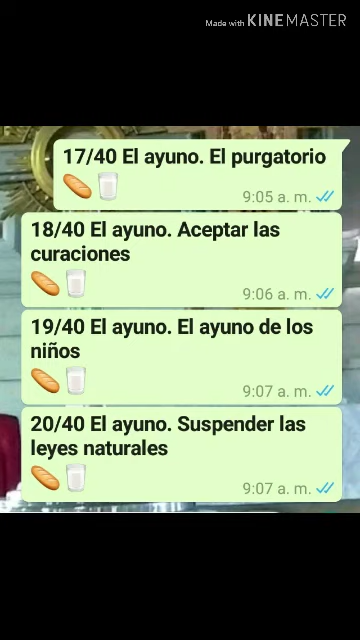 Made with KINEMASTER
17/40 El ayuno. El purgatorio
🥖🥛
9:05 a. m.
18/40 El ayuno. Aceptar las
curaciones
🥖🥛
9:06 a. m.
19/40 El ayuno. El ayuno de los
niños
🥖🥛
9:07 a. m.
20/40 El ayuno. Suspender las
leyes naturales
🥖🥛
9:07 a. m.